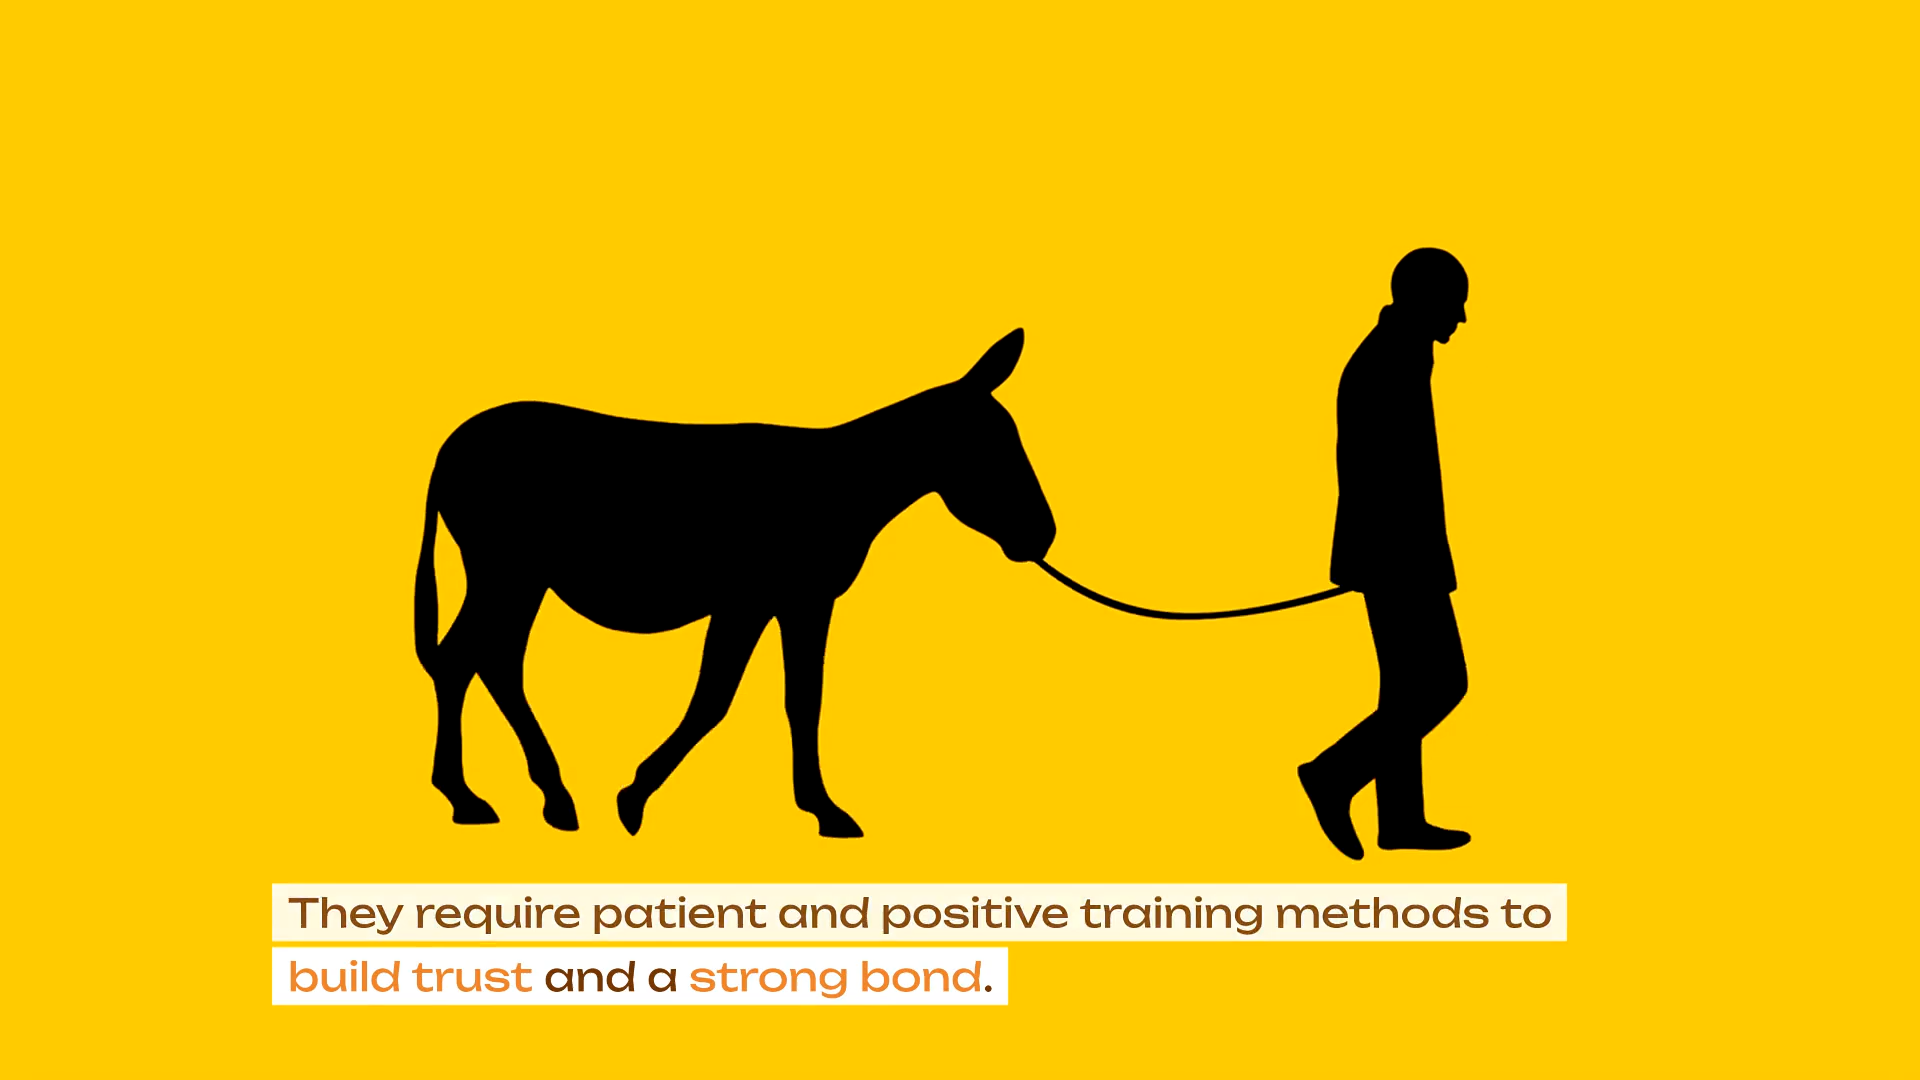 They require patient and positive training methods to
build trust and a strong bond.